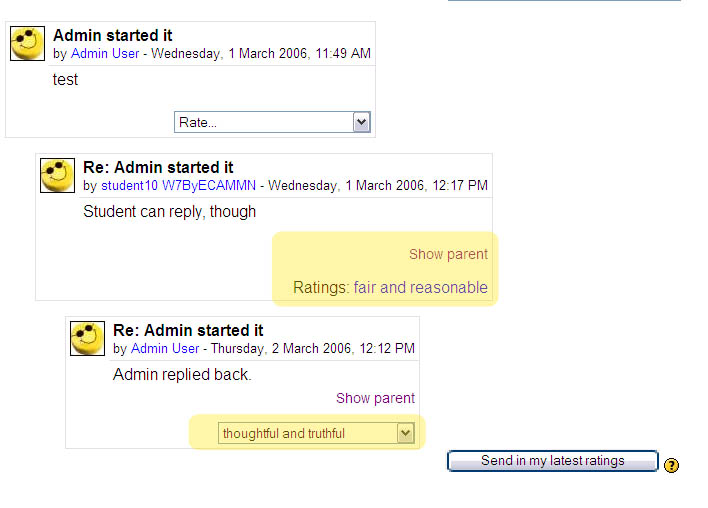 Admin started it
by Admin User - Wednesday, 1 March 2006, 11:49 AM
test
Rate...
Re: Admin started it
by student10 W7ByECAMMN - Wednesday, 1 March 2006, 12:17 PM
Student can reply, though
Show parent
Ratings: fair and reasonable
Re: Admin started it
by Admin User - Thursday, 2 March 2006, 12:12 PM
Admin replied back.
Show parent
thoughtful and truthful
Send in my latest ratings ?